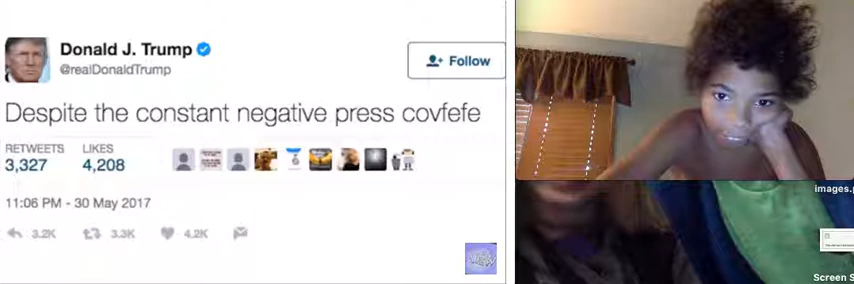 Donald J. Trump
@realDonaldTrump
Follow
Despite the constant negative press covfefe
RETWEETS LIKES
3,327 4,208
11:06 PM - 30 May 2017
3.2K 3.3K 4.2K
images.
Screen S